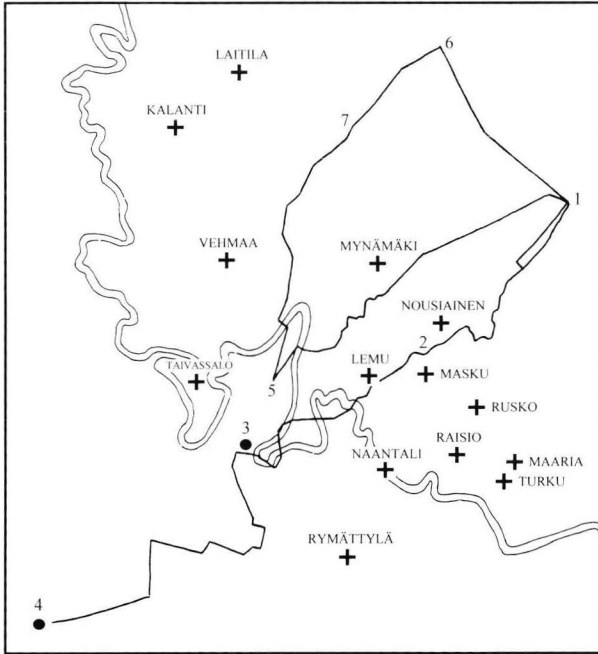 6
LAITILA
KALANTI
7
1
VEHMAA
MYNÄMÄKI
NOUSIAINEN
2
LEMU
TAIVASSALO
MASKU
5
RUSKO
3
RAISIO
MAARIA
NAANTALI
TURKU
RYMÄTTYLÄ
4